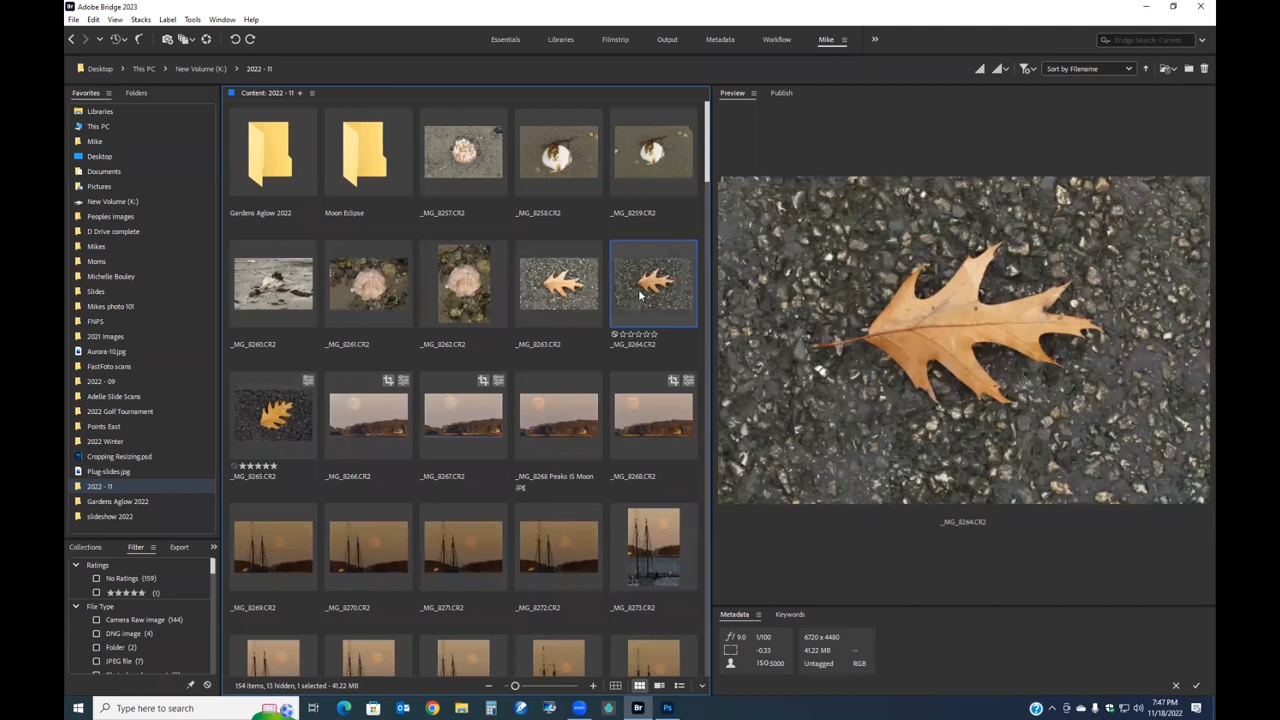 Br Adobe Bridge 2023
File Edit View Stacks Label Tools Window Help
Essentials Libraries Filmstrip Output Metadata Workflow Mike Bridge Search: Current
Desktop This PC New Volume (K:) 2022 - 11 Sort by Filename
Favorites Folders
Libraries
This PC
Mike
Desktop
Documents
Pictures
New Volume (K:)
Peoples images
D Drive complete
Mikes
Moms
Michelle Bouley
Slides
Mikes photo 101
FNPS
2021 Images
Aurora-10.jpg
FastFoto scans
2022 - 09
Adelle Slide Scans
2022 Golf Tournament
Points East
2022 Winter
Cropping Resizing.psd
Plug-slides.jpg
2022 - 11
Gardens Aglow 2022
slideshow 2022
Collections Filter Export
Ratings
No Ratings (159)
★★★★★ (1)
File Type
Camera Raw image (144)
DNG image (4)
Folder (2)
JPEG file (7)
Content: 2022 - 11
Gardens Aglow 2022 Moon Eclipse _MG_8257.CR2 _MG_8258.CR2 _MG_8259.CR2
_MG_8260.CR2 _MG_8261.CR2 _MG_8262.CR2 _MG_8263.CR2 _MG_8264.CR2
_MG_8265.CR2 _MG_8266.CR2 _MG_8267.CR2 _MG_8268 Peaks IS Moon
.jpg _MG_8268.CR2
_MG_8269.CR2 _MG_8270.CR2 _MG_8271.CR2 _MG_8272.CR2 _MG_8273.CR2
154 items, 13 hidden, 1 selected - 41.22 MB
Preview Publish
_MG_8264.CR2
Metadata Keywords
f/ 9.0 1/100 6720 x 4480
-0.33 41.22 MB --
ISO5000 Untagged RGB
Type here to search
Br Ps
7:47 PM
11/18/2022